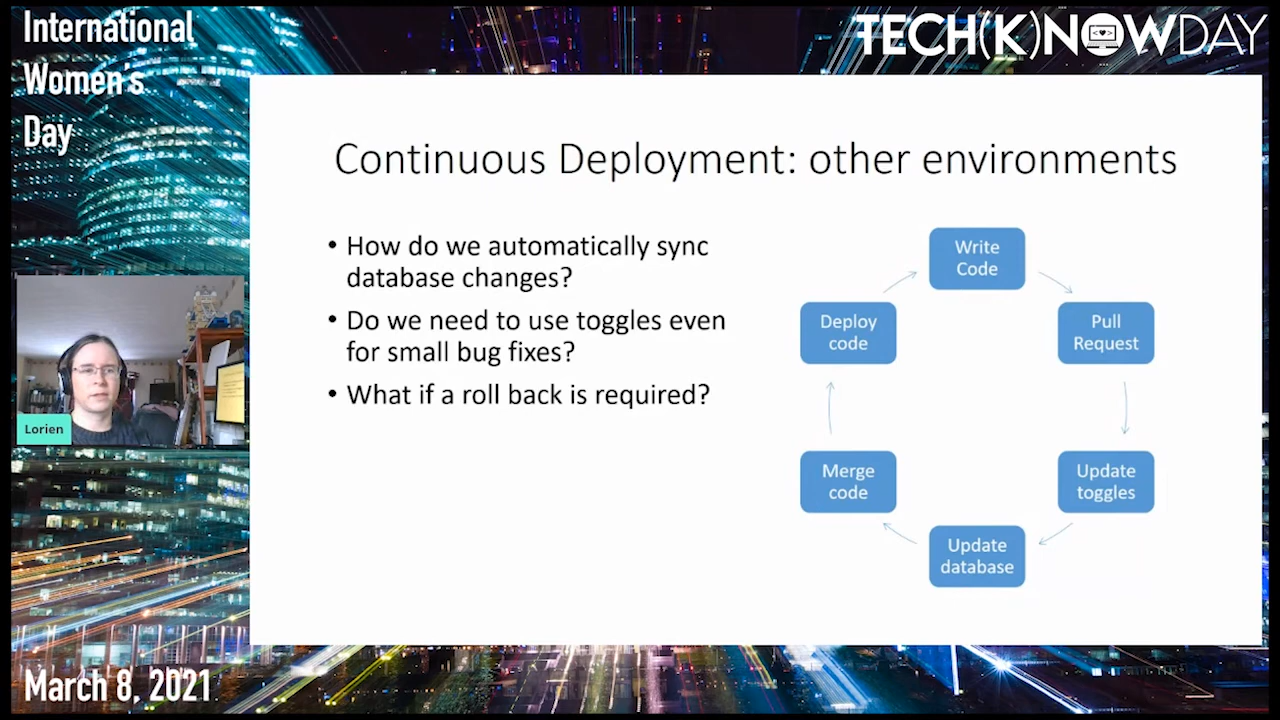 International
Women's
Day
TECH(K)NOWDAY
Continuous Deployment: other environments
• How do we automatically sync
database changes?
• Do we need to use toggles even
for small bug fixes?
• What if a roll back is required?
Write
Code
Pull
Request
Update
toggles
Update
database
Merge
code
Deploy
code
Lorien
March 8, 2021